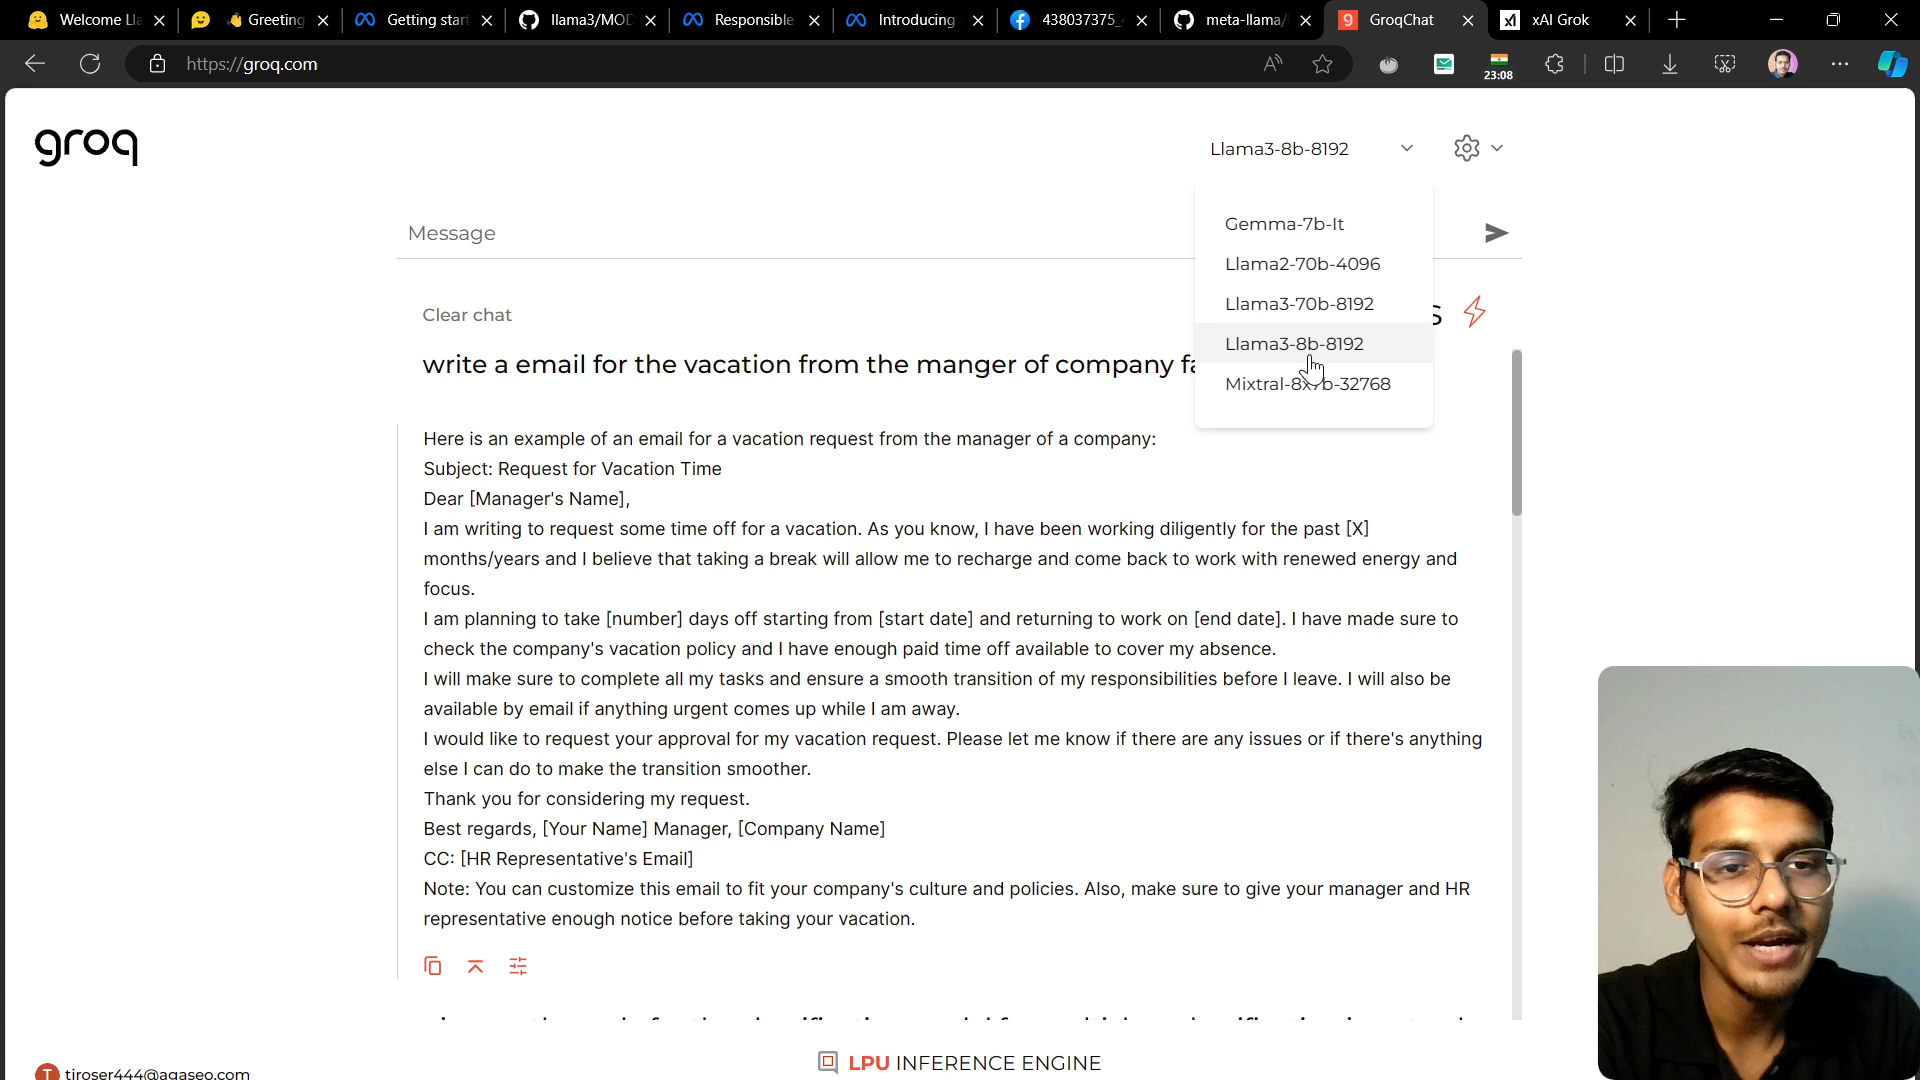 Welcome Lla
👋 Greeting
Getting start
llama3/MOD
Responsible
Introducing
438037375_
meta-llama/
GroqChat
xAI Grok
https://groq.com
23:08
groq
Llama3-8b-8192
Gemma-7b-It
Llama2-70b-4096
Llama3-70b-8192
Llama3-8b-8192
Mixtral-8x7b-32768
Message
Clear chat
s
write a email for the vacation from the manger of company fa
Here is an example of an email for a vacation request from the manager of a company:
Subject: Request for Vacation Time
Dear [Manager's Name],
I am writing to request some time off for a vacation. As you know, I have been working diligently for the past [X]
months/years and I believe that taking a break will allow me to recharge and come back to work with renewed energy and
focus.
I am planning to take [number] days off starting from [start date] and returning to work on [end date]. I have made sure to
check the company's vacation policy and I have enough paid time off available to cover my absence.
I will make sure to complete all my tasks and ensure a smooth transition of my responsibilities before I leave. I will also be
available by email if anything urgent comes up while I am away.
I would like to request your approval for my vacation request. Please let me know if there are any issues or if there's anything
else I can do to make the transition smoother.
Thank you for considering my request.
Best regards, [Your Name] Manager, [Company Name]
CC: [HR Representative's Email]
Note: You can customize this email to fit your company's culture and policies. Also, make sure to give your manager and HR
representative enough notice before taking your vacation.
LPU INFERENCE ENGINE
T tiroser444@agaseo.com